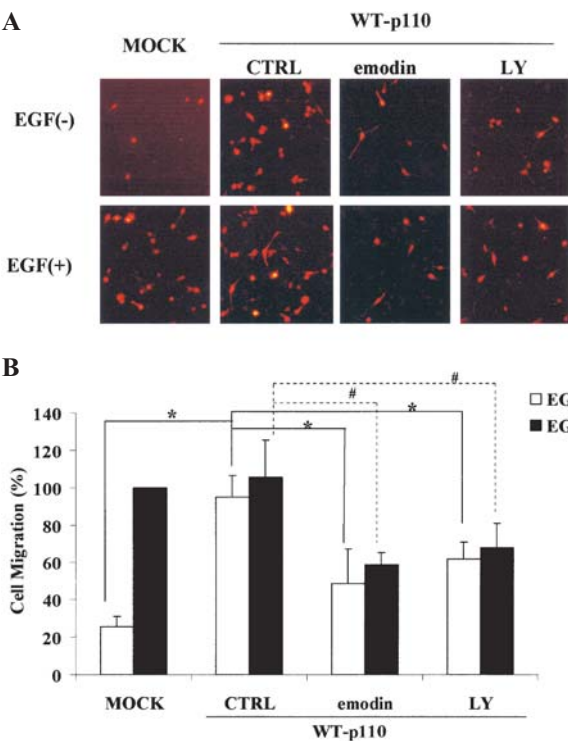 A
WT-p110
MOCK
CTRL emodin LY
EGF(-)
EGF(+)
B
# #
* * *
140
120
100
80
60
40
20
0
Cell Migration (%)
MOCK CTRL emodin LY
WT-p110